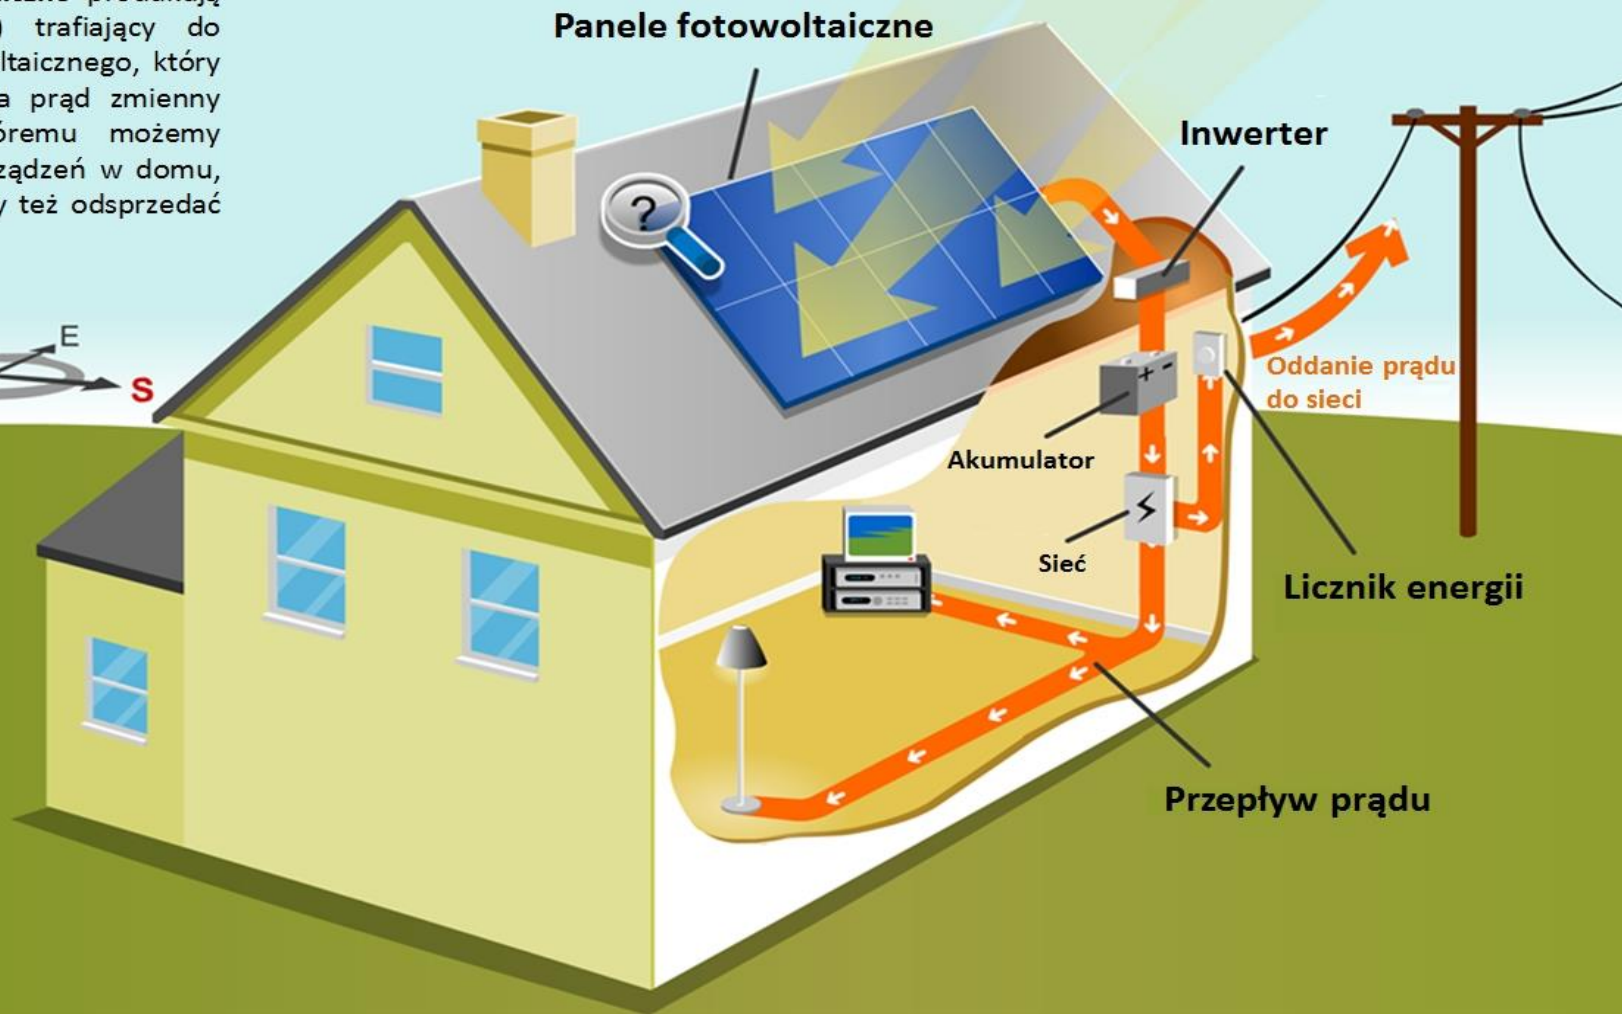 produkują
trafiający do
ltaicznego, który
a prąd zmienny
óremu możemy
ządzeń w domu,
y też odsprzedać
Panele fotowoltaiczne
Inwerter
?
E
S
Oddanie prądu
do sieci
+ -
Akumulator
Sieć
Licznik energii
Przepływ prądu